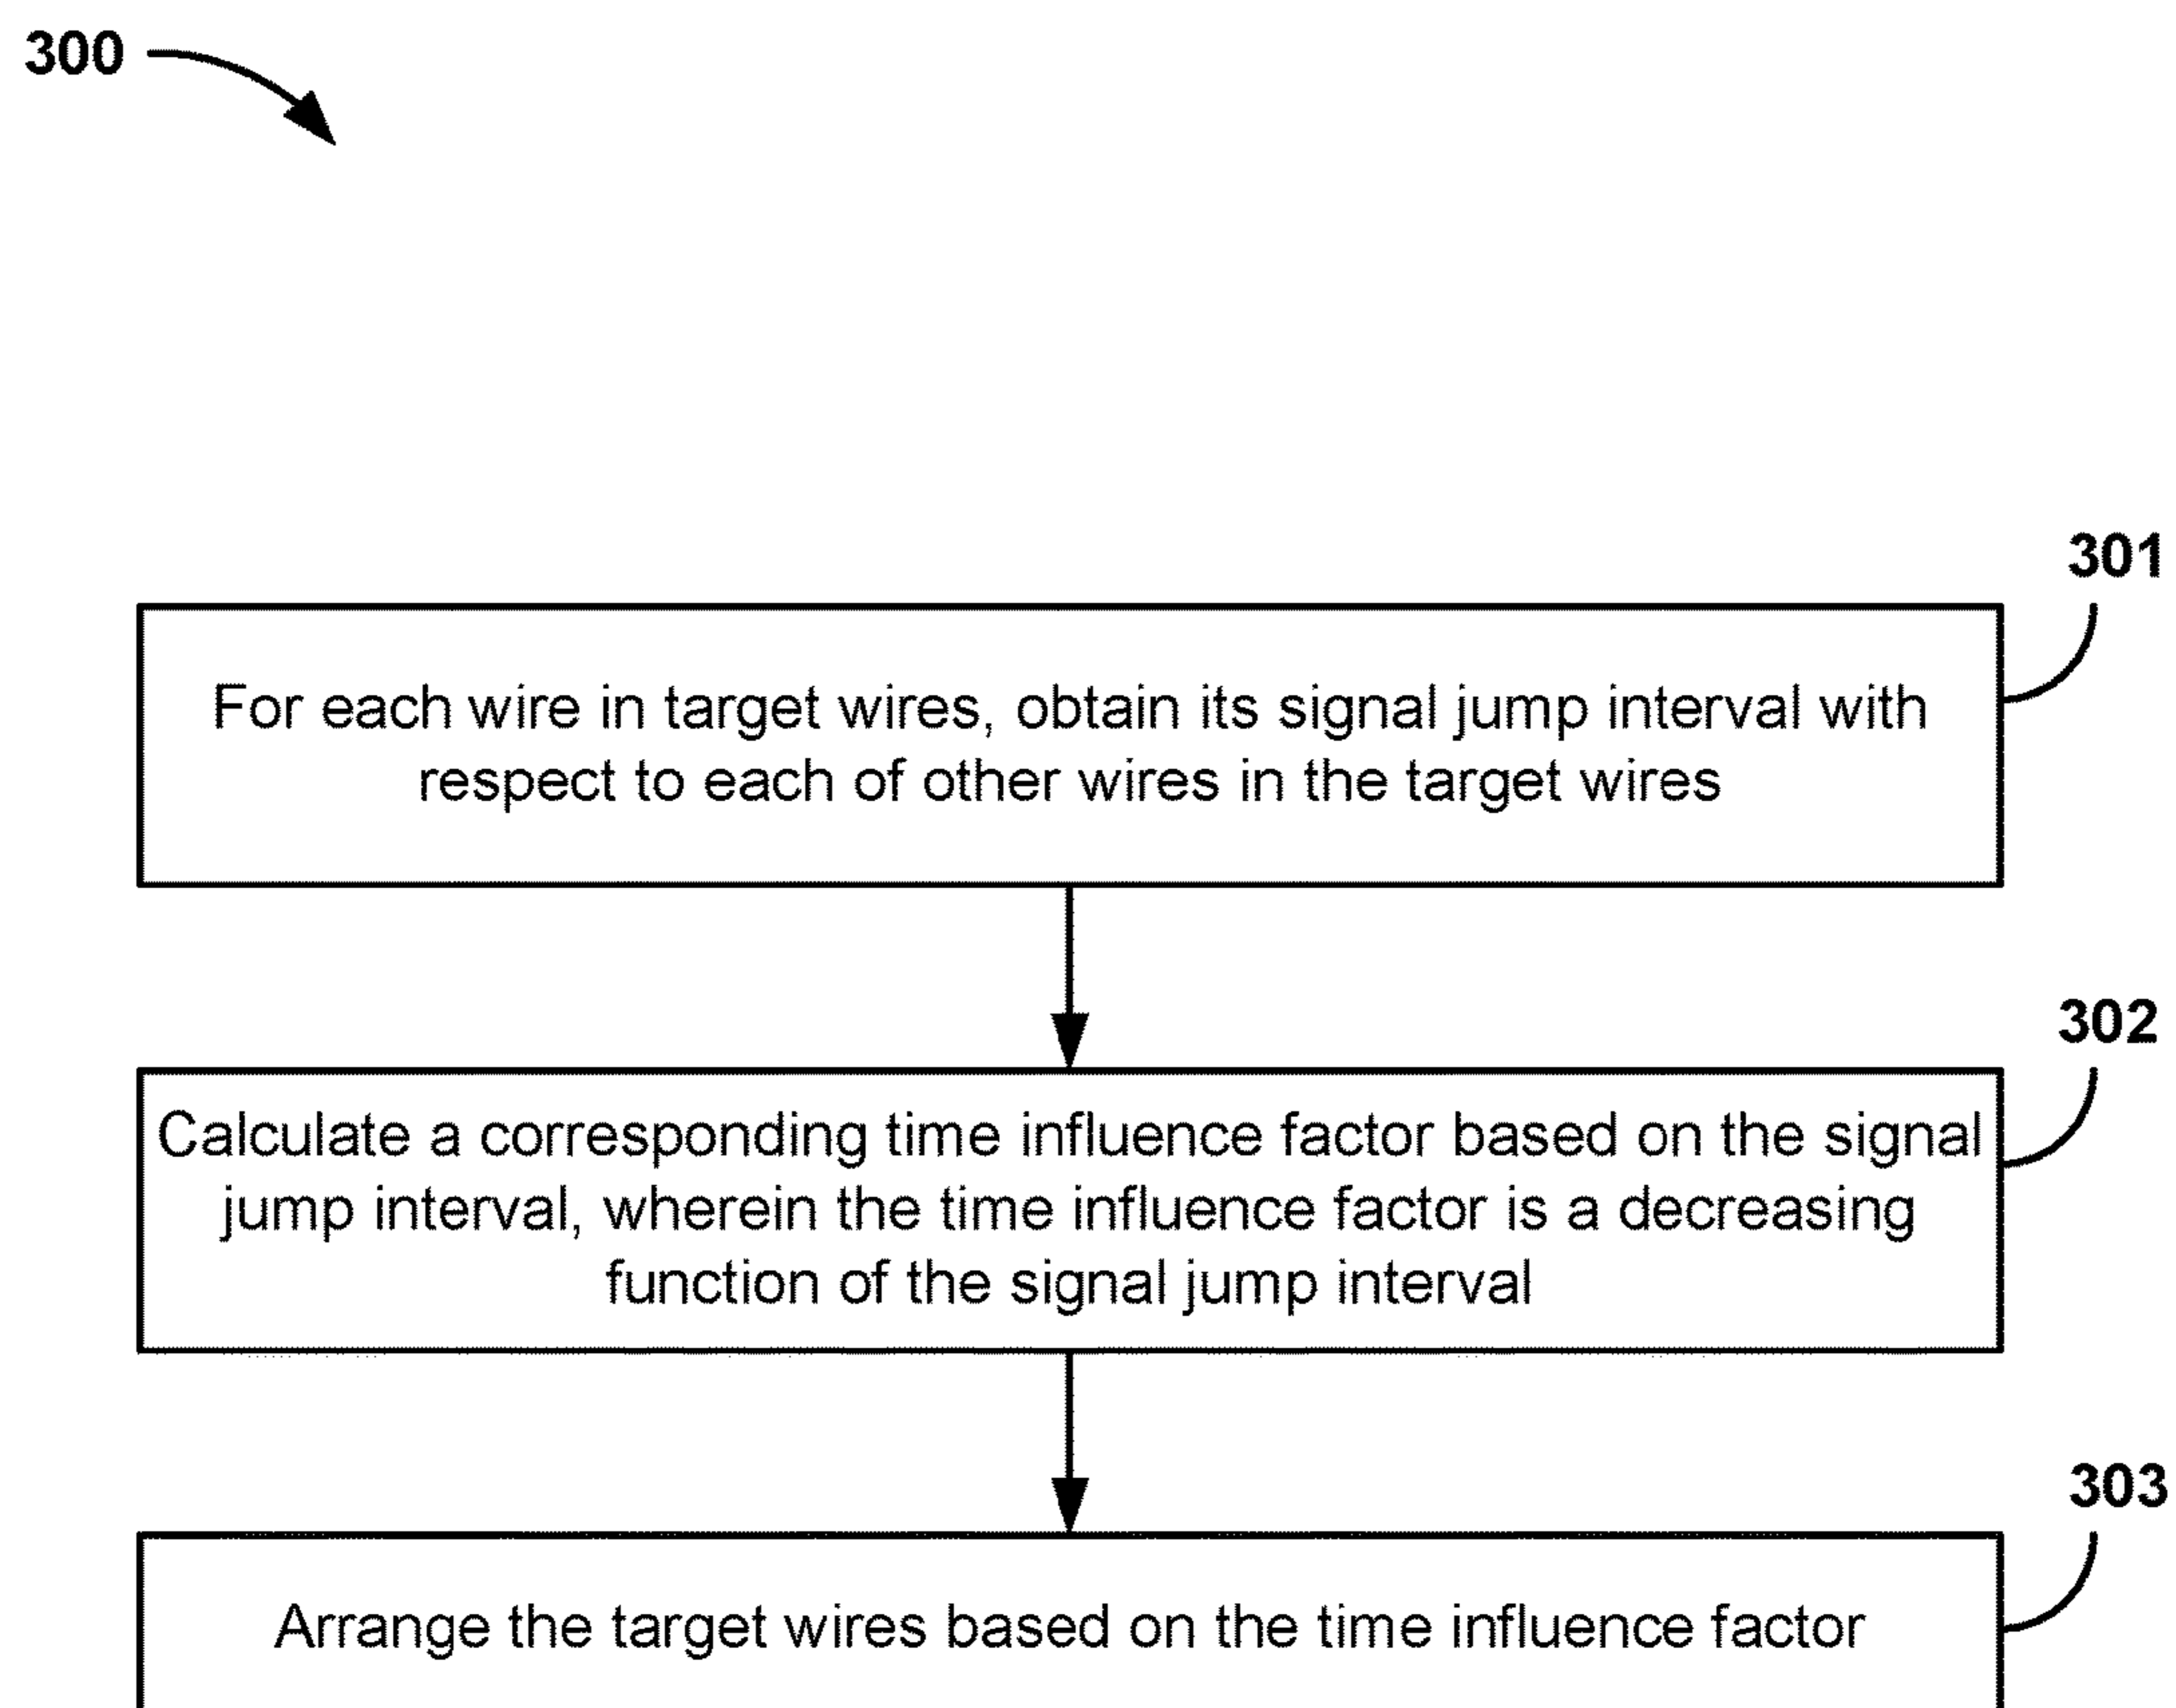 300
301
For each wire in target wires, obtain its signal jump interval with
respect to each of other wires in the target wires
302
Calculate a corresponding time influence factor based on the signal
jump interval, wherein the time influence factor is a decreasing
function of the signal jump interval
303
Arrange the target wires based on the time influence factor